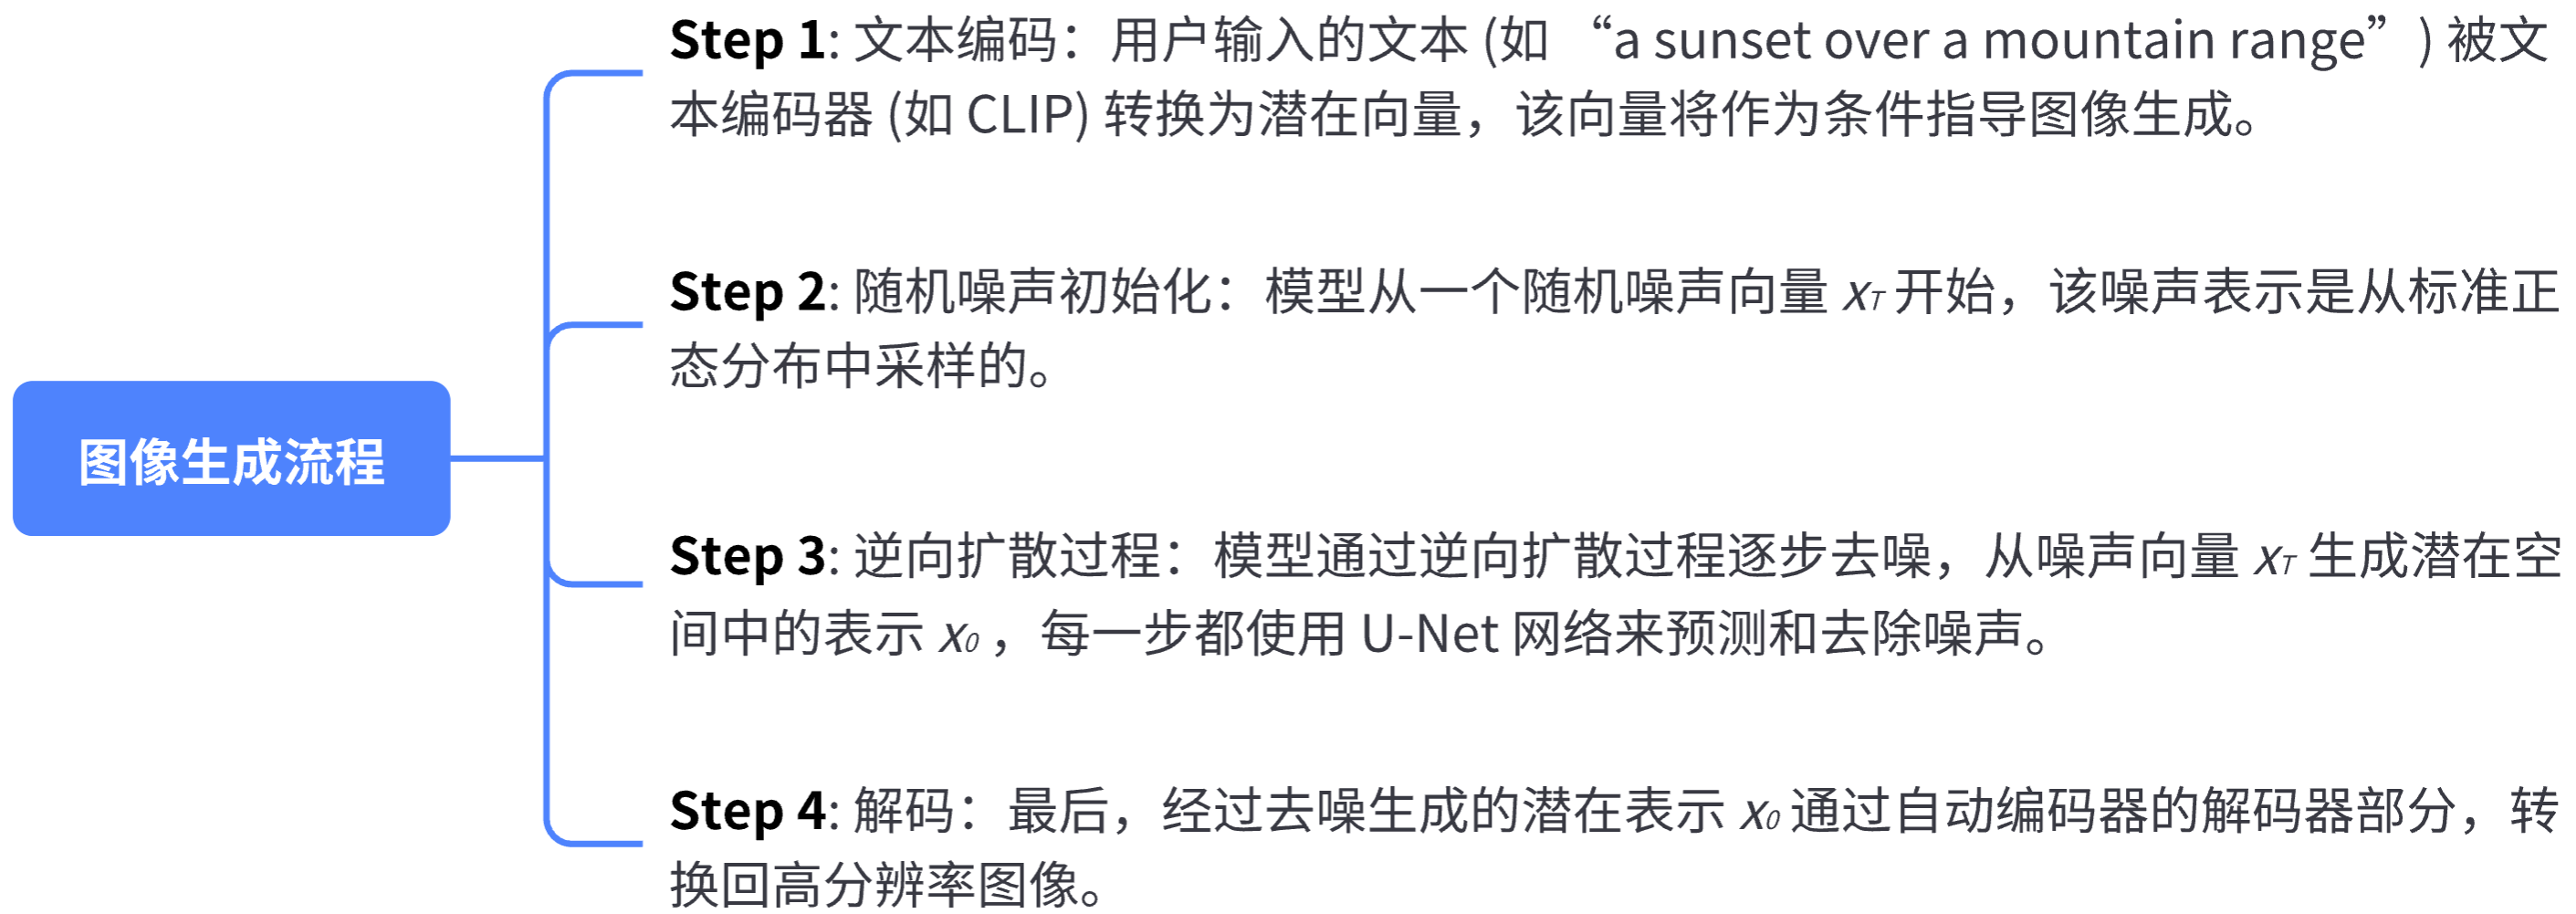 图像生成流程
Step 1: 文本编码：用户输入的文本 (如 “a sunset over a mountain range”) 被文
本编码器 (如 CLIP) 转换为潜在向量，该向量将作为条件指导图像生成。
Step 2: 随机噪声初始化：模型从一个随机噪声向量 x_T 开始，该噪声表示是从标准正
态分布中采样的。
Step 3: 逆向扩散过程：模型通过逆向扩散过程逐步去噪，从噪声向量 x_T 生成潜在空
间中的表示 x_0 ，每一步都使用 U-Net 网络来预测和去除噪声。
Step 4: 解码：最后，经过去噪生成的潜在表示 x_0 通过自动编码器的解码器部分，转
换回高分辨率图像。